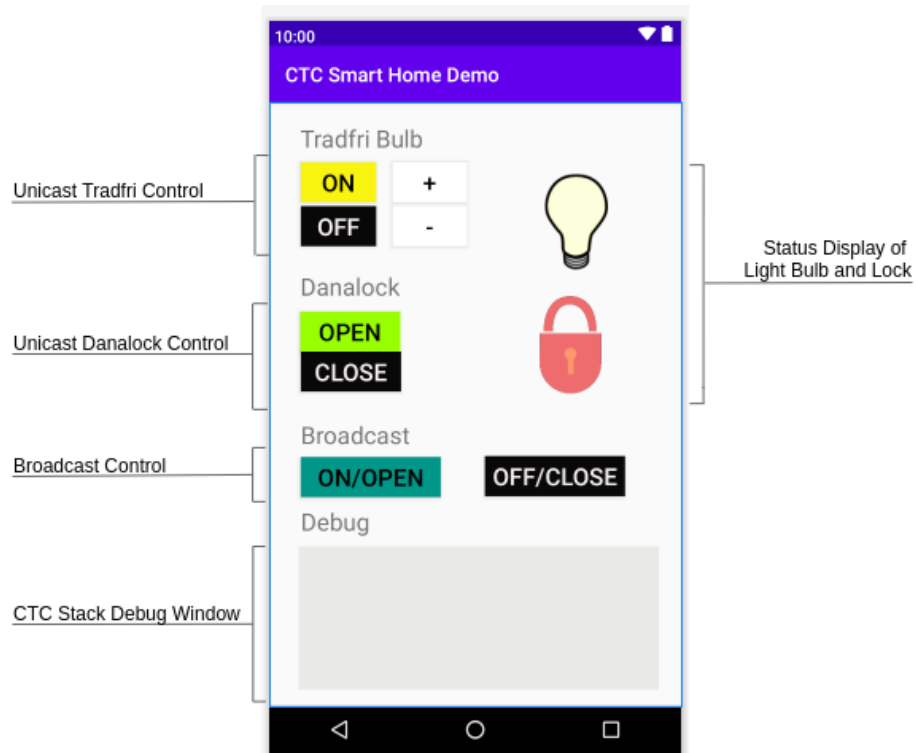 10:00
CTC Smart Home Demo
Tradfri Bulb
Unicast Tradfri Control
ON
+
OFF
-
Status Display of
Light Bulb and Lock
Danalock
OPEN
Unicast Danalock Control
CLOSE
Broadcast
Broadcast Control
ON/OPEN
OFF/CLOSE
Debug
CTC Stack Debug Window